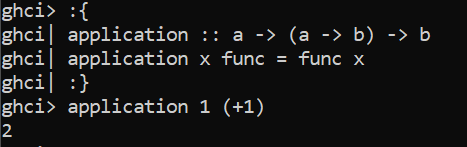 ghci> :{
ghci| application :: a -> (a -> b) -> b
ghci| application x func = func x
ghci| :}
ghci> application 1 (+1)
2